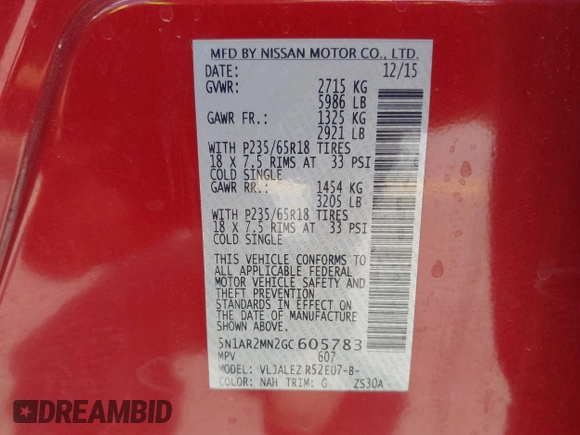 MFD BY NISSAN MOTOR CO., LTD.
DATE: 12/15
GVWR: 2715 KG
5986 LB
GAWR FR.: 1325 KG
2921 LB
WITH P235/65R18 TIRES
18 X 7.5 RIMS AT 33 PSI
COLD SINGLE
GAWR RR.: 1454 KG
3205 LB
WITH P235/65R18 TIRES
18 X 7.5 RIMS AT 33 PSI
COLD SINGLE
THIS VEHICLE CONFORMS TO
ALL APPLICABLE FEDERAL
MOTOR VEHICLE SAFETY AND
THEFT PREVENTION
STANDARDS IN EFFECT ON
THE DATE OF MANUFACTURE
SHOWN ABOVE.
5N1AR2MN2GC605783
MPV 607
MODEL: VLJALEZ R52EU7-B-
COLOR: NAH TRIM: G ZS30A
© AUTOBIDCAR